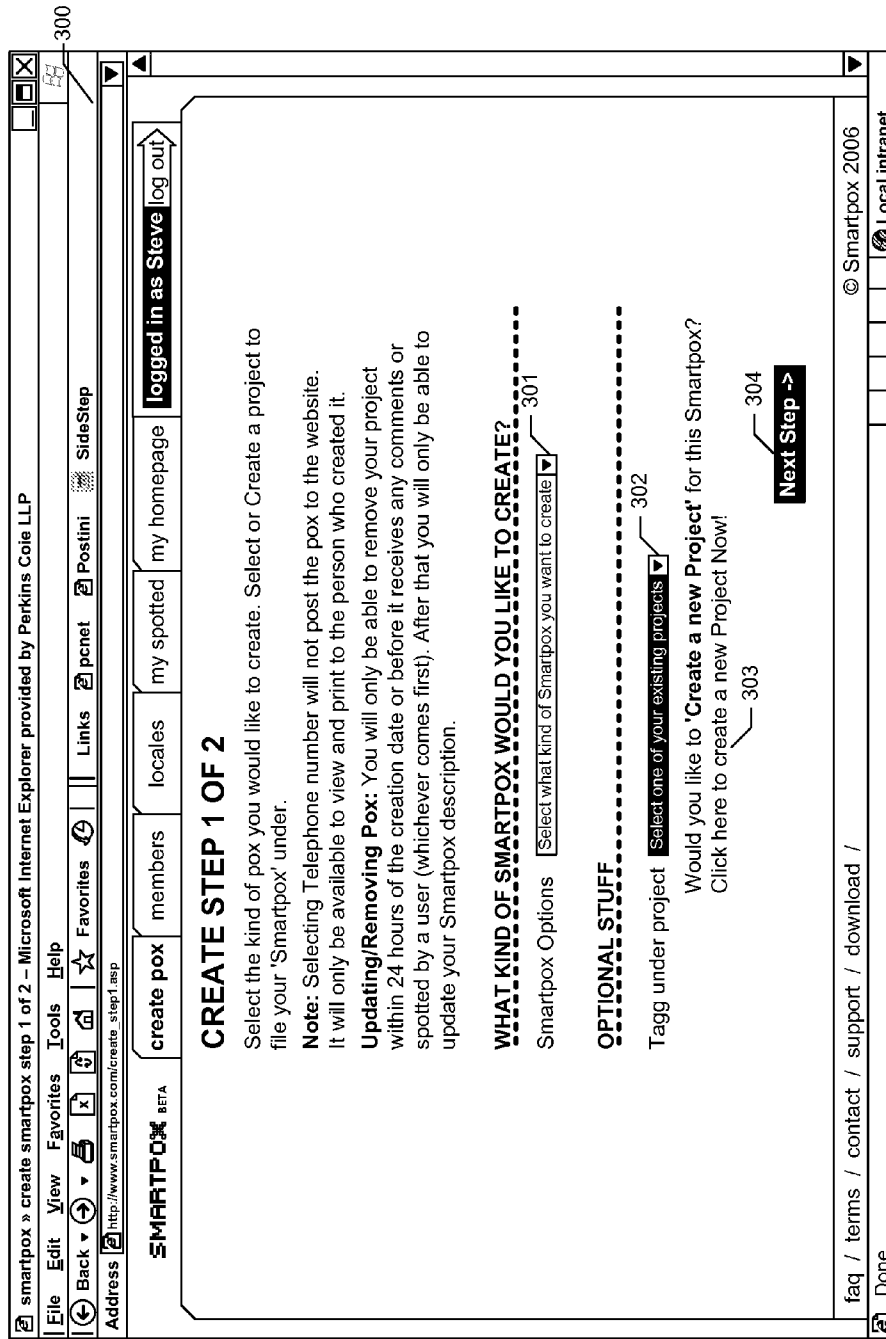 smartpox » create smartpox step 1 of 2 – Microsoft Internet Explorer provided by Perkins Coie LLP
File Edit View Favorites Tools Help
Back Favorites Links pcnet Postini SideStep
300
Address http://www.smartpox.com/create_step1.asp
SMARTPOX BETA create pox members locales my spotted my homepage logged in as Steve log out
CREATE STEP 1 OF 2
Select the kind of pox you would like to create. Select or Create a project to
file your 'Smartpox' under.
Note: Selecting Telephone number will not post the pox to the website.
It will only be available to view and print to the person who created it.
Updating/Removing Pox: You will only be able to remove your project
within 24 hours of the creation date or before it receives any comments or
spotted by a user (whichever comes first). After that you will only be able to
update your Smartpox description.
WHAT KIND OF SMARTPOX WOULD YOU LIKE TO CREATE?
301
Smartpox Options Select what kind of Smartpox you want to create
OPTIONAL STUFF
302
Tagg under project Select one of your existing projects
Would you like to 'Create a new Project' for this Smartpox?
Click here to create a new Project Now!
303
304
Next Step ->
faq / terms / contact / support / download / © Smartpox 2006
Done Local intranet